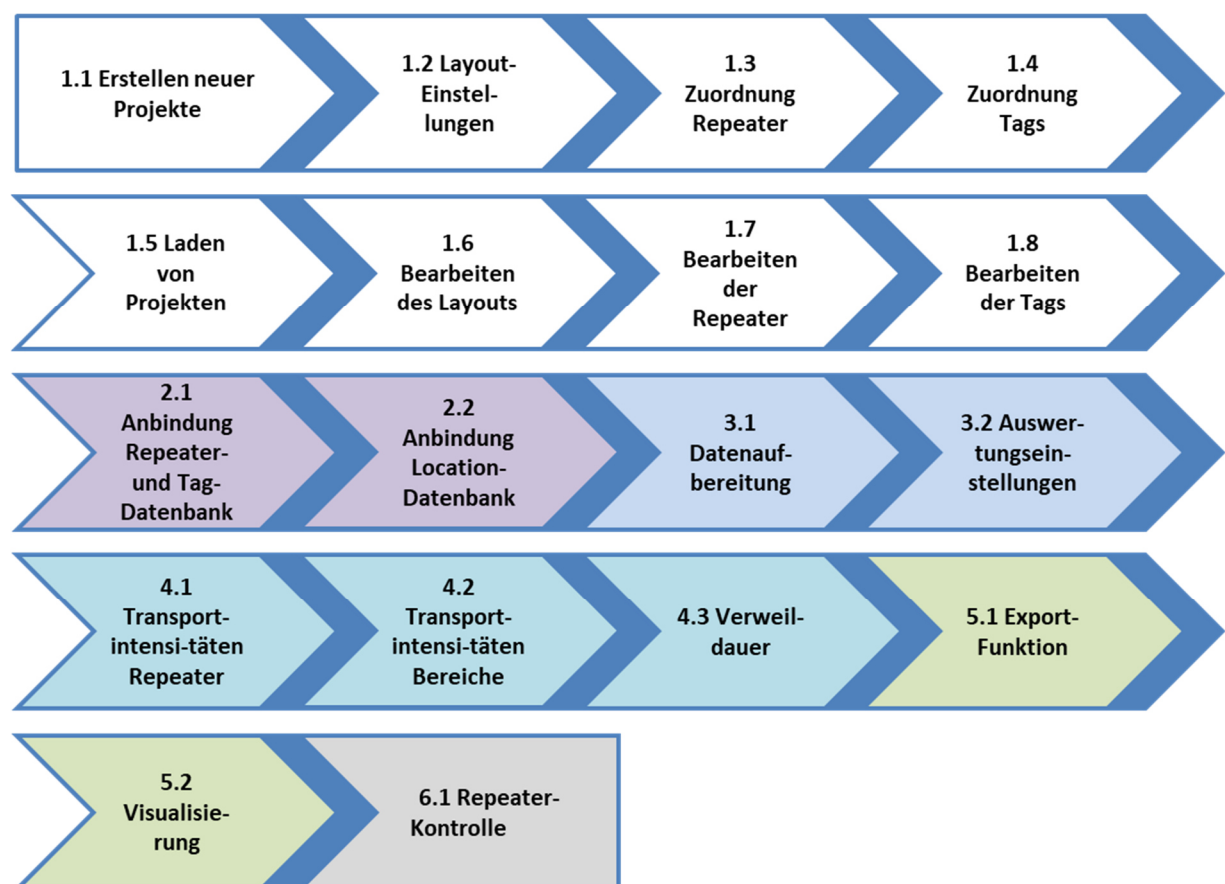 1.1 Erstellen neuer
Projekte
1.2 Layout-
Einstel-
lungen
1.3
Zuordnung
Repeater
1.4
Zuordnung
Tags
1.5 Laden
von
Projekten
1.6
Bearbeiten
des Layouts
1.7
Bearbeiten
der
Repeater
1.8
Bearbeiten
der Tags
2.1
Anbindung
Repeater-
und Tag-
Datenbank
2.2
Anbindung
Location-
Datenbank
3.1
Datenauf-
bereitung
3.2 Auswer-
tungsein-
stellungen
4.1
Transport-
intensi-täten
Repeater
4.2
Transport-
intensi-täten
Bereiche
4.3 Verweil-
dauer
5.1 Export-
Funktion
5.2
Visualisie-
rung
6.1 Repeater-
Kontrolle